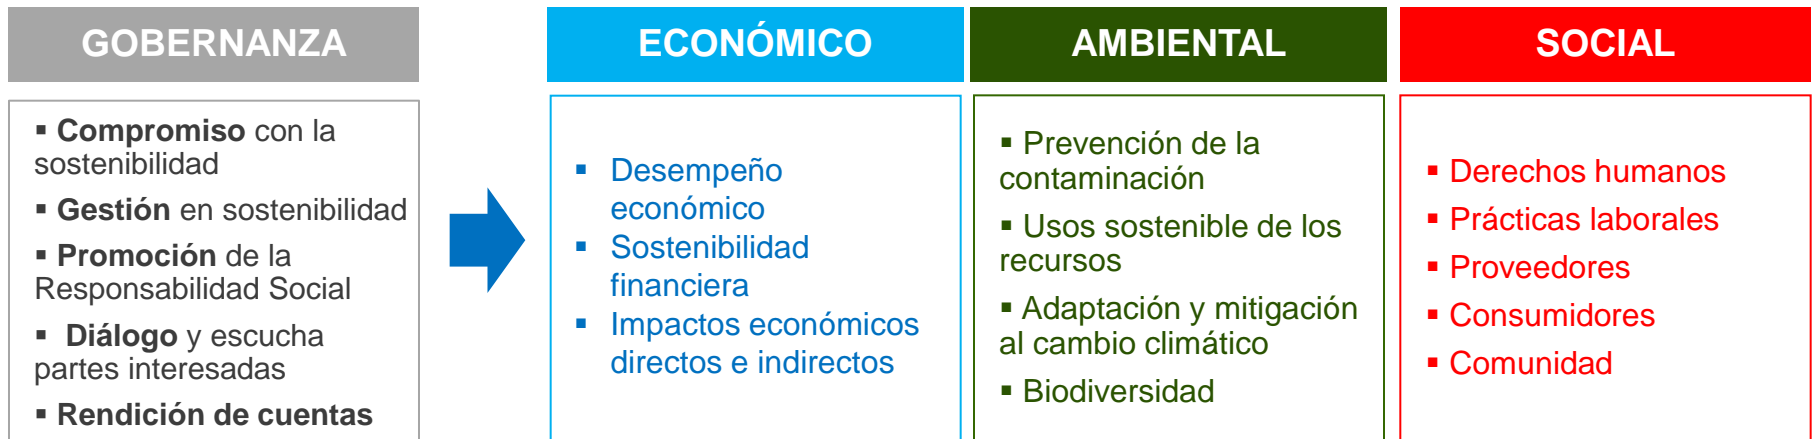 GOBERNANZA
▪ Compromiso con la
sostenibilidad
▪ Gestión en sostenibilidad
▪ Promoción de la
Responsabilidad Social
▪ Diálogo y escucha
partes interesadas
▪ Rendición de cuentas
ECONÓMICO
▪ Desempeño
económico
▪ Sostenibilidad
financiera
▪ Impactos económicos
directos e indirectos
AMBIENTAL
▪ Prevención de la
contaminación
▪ Usos sostenible de los
recursos
▪ Adaptación y mitigación
al cambio climático
▪ Biodiversidad
SOCIAL
▪ Derechos humanos
▪ Prácticas laborales
▪ Proveedores
▪ Consumidores
▪ Comunidad